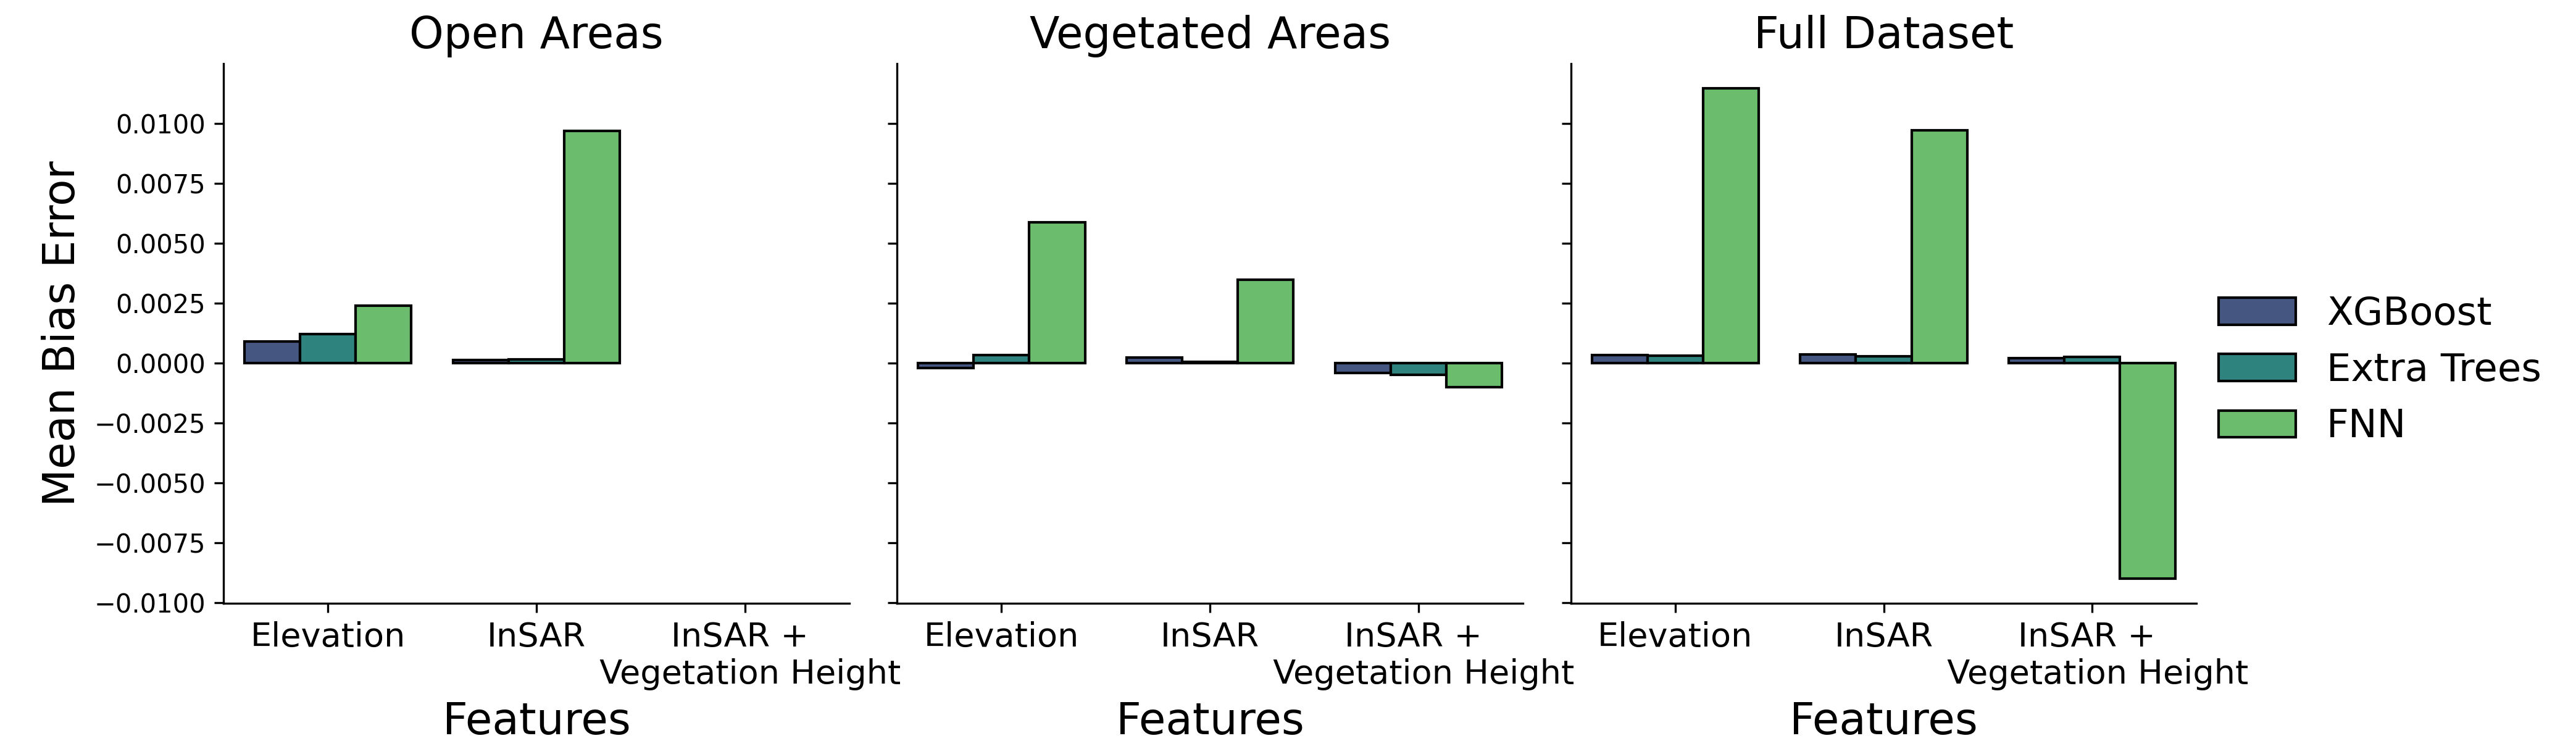 Open Areas
Vegetated Areas
Full Dataset
Mean Bias Error
0.0100
0.0075
0.0050
0.0025
0.0000
−0.0025
−0.0050
−0.0075
−0.0100
Elevation
InSAR
InSAR +
Vegetation Height
Features
Elevation
InSAR
InSAR +
Vegetation Height
Features
Elevation
InSAR
InSAR +
Vegetation Height
Features
XGBoost
Extra Trees
FNN